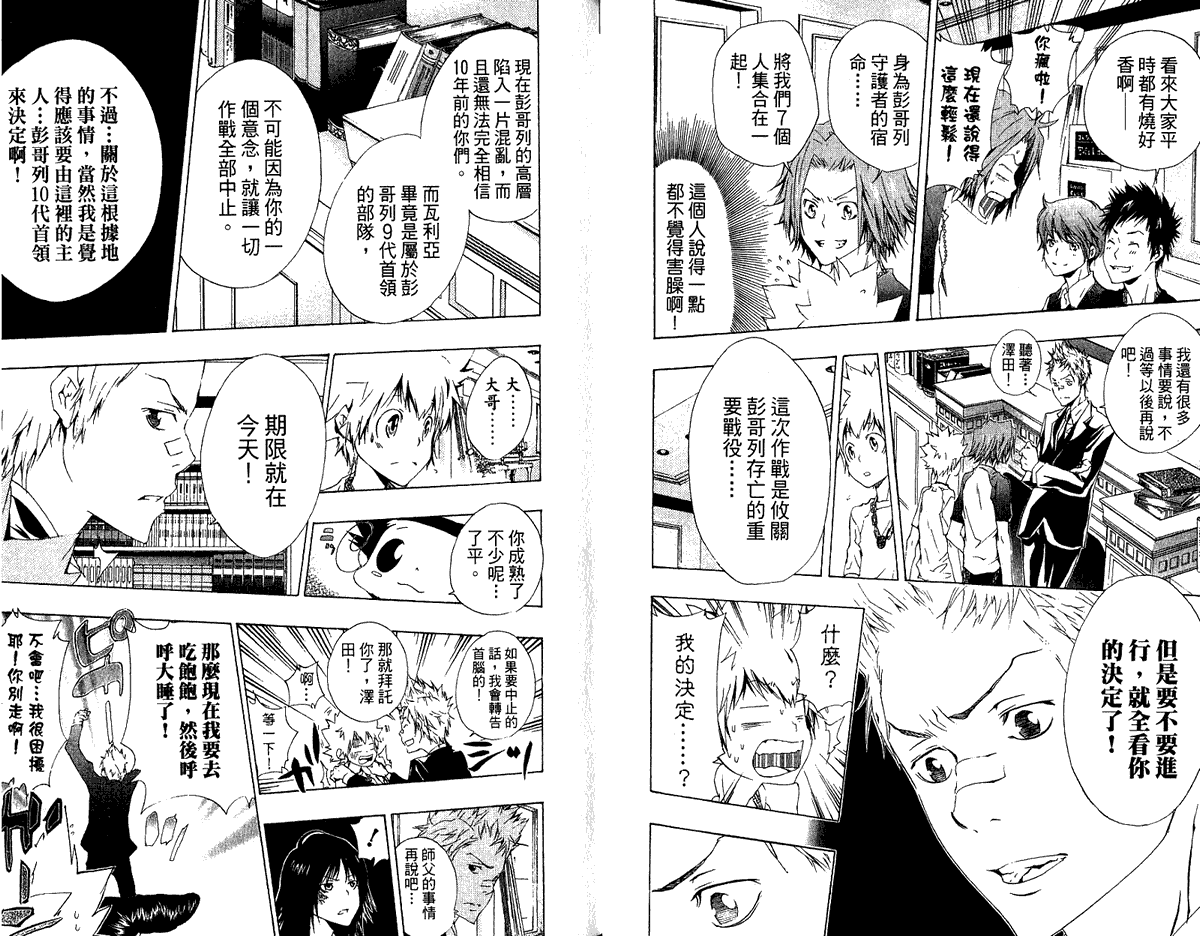 看來大家平
時都有燒好
香啊——
你瘋啦！
現在還說得
這麼輕鬆！
身為彭哥列
守護者的宿
命……
將我們7個
人集合在一
起！
這個人說得一點
都不覺得害臊啊！
我還有很多
事情要說，不
過等以後再說
吧！
聽著…
澤田！
這次作戰是攸關
彭哥列存亡的重
要戰役……
但是要不要進
行，就全看你
的決定了！
什麼？
我的決定……？
現在彭哥列的高層
陷入一片混亂，而
且還無法完全相信
10年前的你們。
而瓦利亞
畢竟是屬於彭
哥列9代首領
的部隊，
不可能因為你的一
個意念，就讓一切
作戰全部中止。
不過…關於這根據地
的事情，當然我是覺
得應該要由這裡的主
人…彭哥列10代首領
來決定啊！
大……
大哥……
期限就在
今天！
你成熟了
不少呢…
了平。
如果要中止的
話，我會轉告
首腦的！
那就拜託
你了，澤
田！
啊…
等一下！
師父的事情
再說吧…
！
那麼現在我要去
吃飽飽，然後呼
呼大睡了！
不會吧…我很困擾
耶！你別走啊！